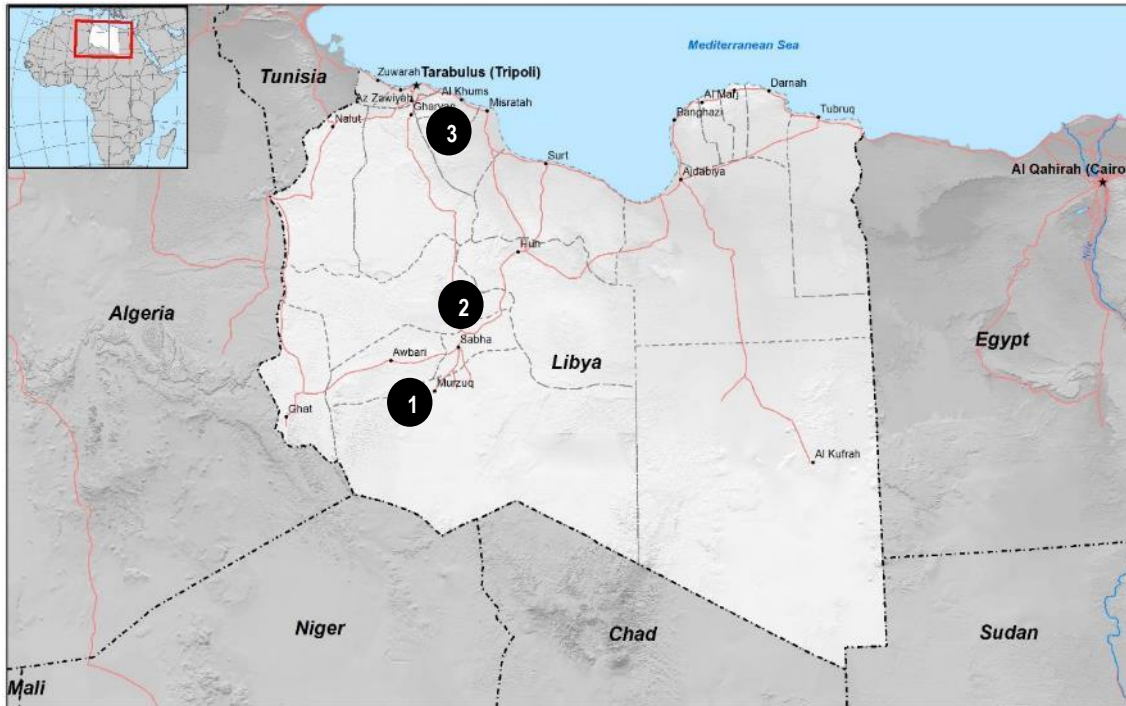 Mediterranean Sea
Tunisia
Zuwarah
Tarabulus (Tripoli)
Az Zawiyah
Al Khums
Gharyan
Misratah
Nalut
3
Surt
Al Marj
Darnah
Banghazi
Tubruq
Ajdabiya
Al Qahirah (Cairo
Nile
Hun
Algeria
2
Sabha
Awbari
Libya
Egypt
1
Murzuq
Ghat
Al Kufrah
Niger
Chad
Sudan
Mali